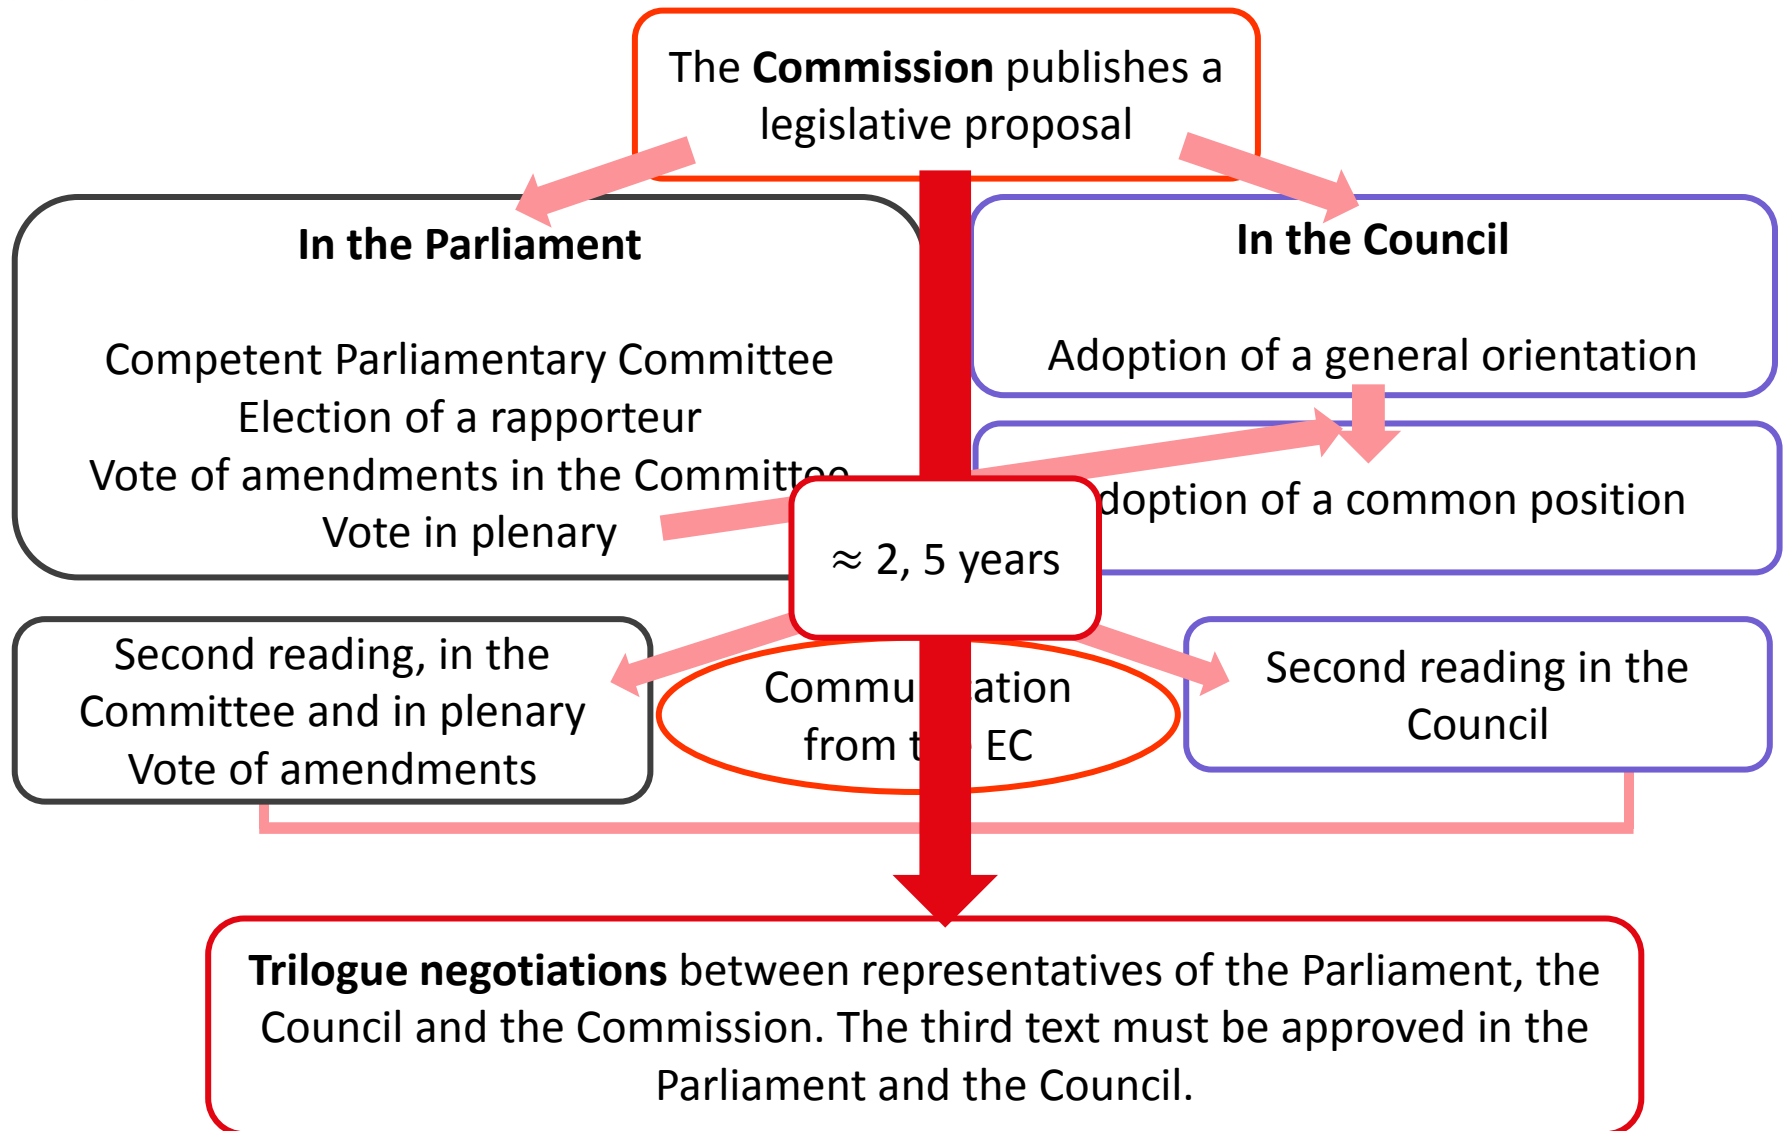 The Commission publishes a
legislative proposal
In the Parliament
Competent Parliamentary Committee
Election of a rapporteur
Vote of amendments in the Committee
Vote in plenary
In the Council
Adoption of a general orientation
doption of a common position
≈ 2, 5 years
Second reading, in the
Committee and in plenary
Vote of amendments
Commu cation
from t EC
Second reading in the
Council
Trilogue negotiations between representatives of the Parliament, the
Council and the Commission. The third text must be approved in the
Parliament and the Council.